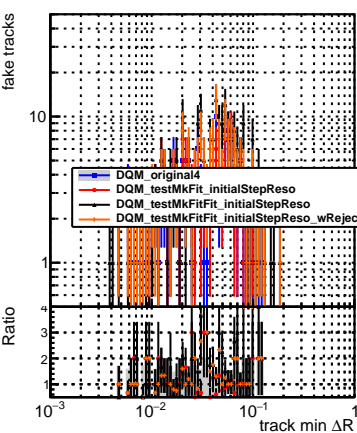 fake tracks
10
DQM_original4
DQM_testMkFit_initialStepReso
DQM_testMkFitFit_initialStepReso
DQM_testMkFitFit_initialStepReso_wRejec
1
Ratio
4
3
2
1
10⁻³ 10⁻² 10⁻¹ 1
track min ΔR